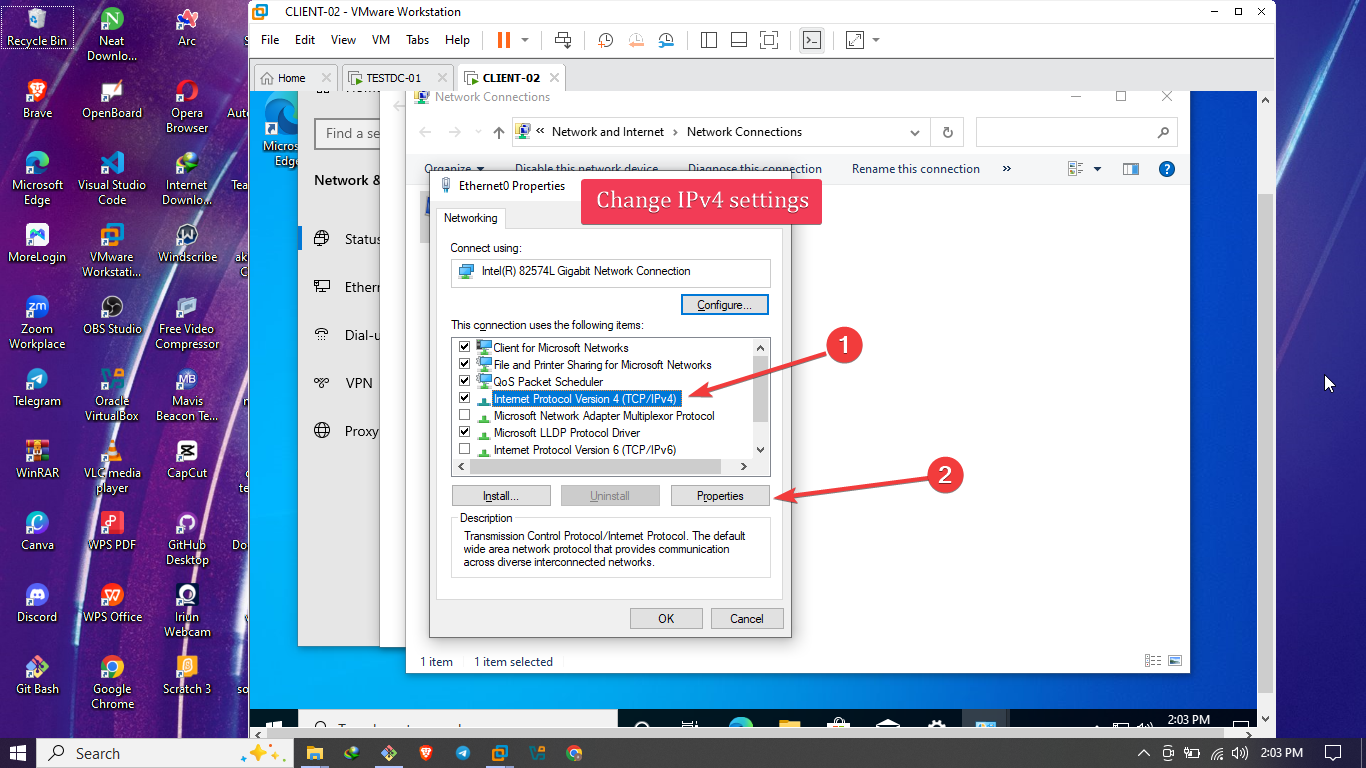 CLIENT-02 - VMware Workstation
File Edit View VM Tabs Help
Home
TESTDC-01
CLIENT-02
Recycle Bin
Neat
Downlo...
Arc
Brave
OpenBoard
Opera
Browser
Microsoft
Edge
Visual Studio
Code
Internet
Downlo...
MoreLogin
VMware
Workstati...
Windscribe
Zoom
Workplace
OBS Studio
Free Video
Compressor
Telegram
Oracle
VirtualBox
Mavis
Beacon Te...
WinRAR
VLC media
player
CapCut
Canva
WPS PDF
GitHub
Desktop
Discord
WPS Office
Iriun
Webcam
Git Bash
Google
Chrome
Scratch 3
Find a se
Network &
Status
Ethern
Dial-u
VPN
Proxy
Network Connections
« Network and Internet › Network Connections
Organize
Disable this network device
Diagnose this connection
Rename this connection
»
Ethernet0 Properties
Change IPv4 settings
Networking
Connect using:
Intel(R) 82574L Gigabit Network Connection
Configure...
This connection uses the following items:
Client for Microsoft Networks
File and Printer Sharing for Microsoft Networks
QoS Packet Scheduler
Internet Protocol Version 4 (TCP/IPv4)
Microsoft Network Adapter Multiplexor Protocol
Microsoft LLDP Protocol Driver
Internet Protocol Version 6 (TCP/IPv6)
1
2
Install...
Uninstall
Properties
Description
Transmission Control Protocol/Internet Protocol. The default
wide area network protocol that provides communication
across diverse interconnected networks.
OK
Cancel
1 item
1 item selected
2:03 PM
Search
2:03 PM